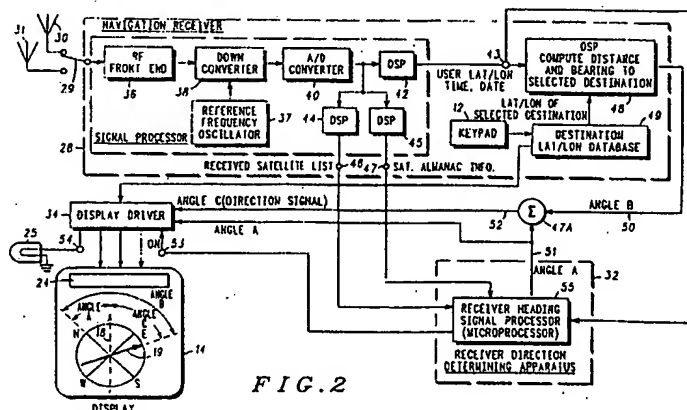 NAVIGATION RECEIVER
30
31
29
RF
FRONT END
36
DOWN
CONVERTER
38
A/D
CONVERTER
40
DSP
42
43
USER LAT/LON
TIME, DATE
DSP
COMPUTE DISTANCE
AND BEARING TO
SELECTED DESTINATION
48
REFERENCE
FREQUENCY
OSCILLATOR
37
44
DSP
DSP
45
LAT/LON OF
SELECTED DESTINATION
12
KEYPAD
DESTINATION
LAT/LON DATABASE
49
SIGNAL PROCESSOR
28
RECEIVED SATELLITE LIST
46
47
SAT. ALMANAC INFO.
34
DISPLAY DRIVER
ANGLE C(DIRECTION SIGNAL)
52
Σ
47A
ANGLE B
50
ANGLE A
25
54
ON
53
51
ANGLE A
32
24
ANGLE
A
ANGLE
B
ANGLE
C
18
N
E
19
W
S
14
DISPLAY
55
RECEIVER HEADING
SIGNAL PROCESSOR
(MICROPROCESSOR)
RECEIVER DIRECTION
DETERMINING APPARATUS
FIG.2